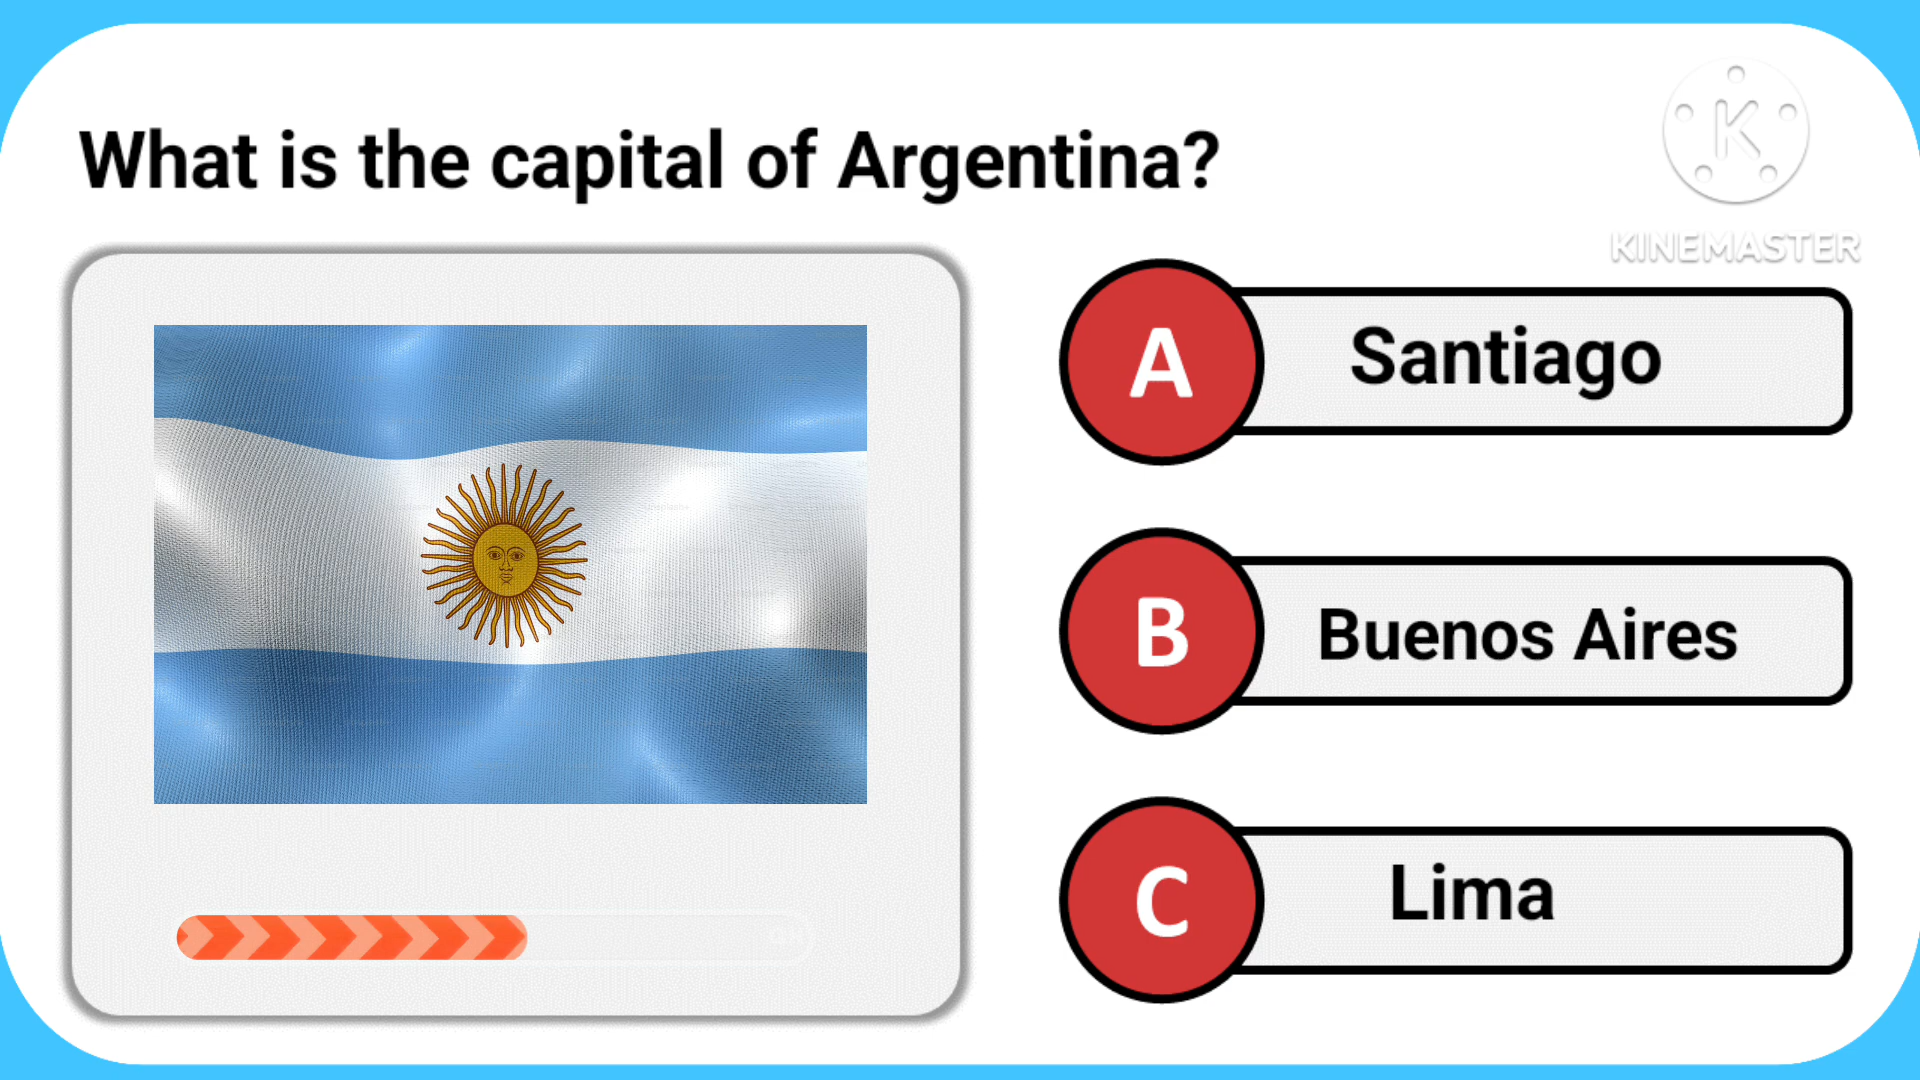 What is the capital of Argentina?
K
KINEMASTER
A
Santiago
B
Buenos Aires
C
Lima